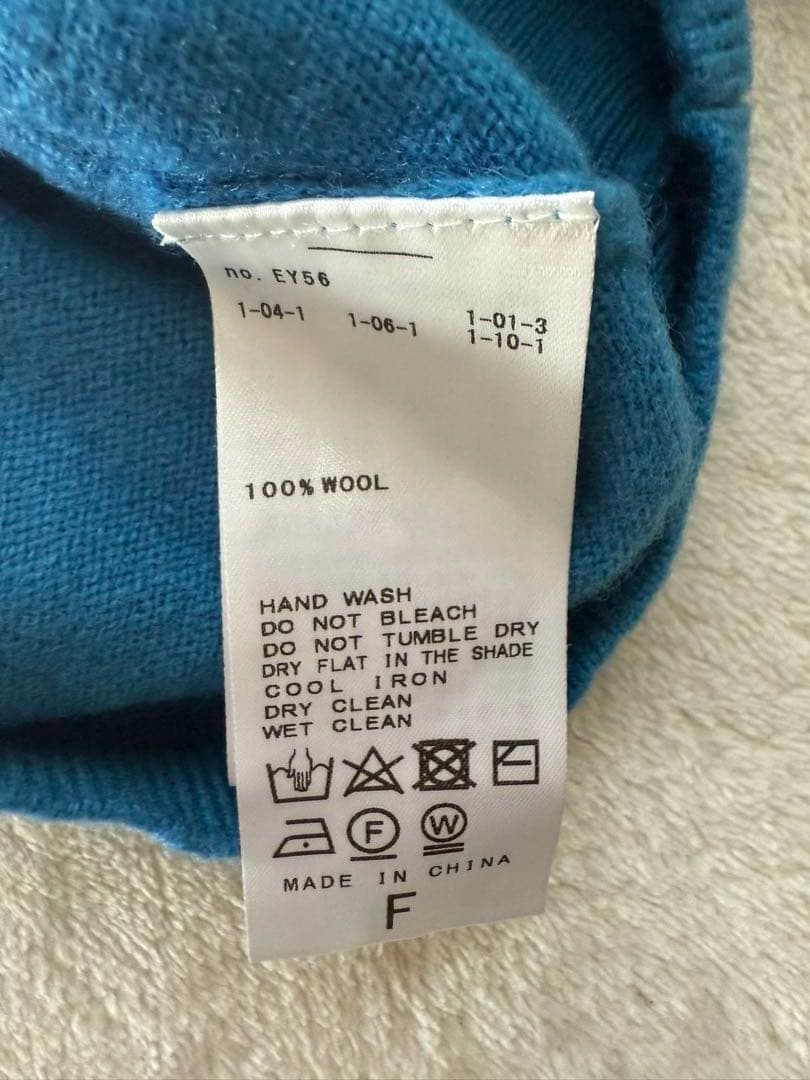 no. EY56
1-04-1 1-06-1 1-01-3
1-10-1
100% WOOL
HAND WASH
DO NOT BLEACH
DO NOT TUMBLE DRY
DRY FLAT IN THE SHADE
COOL IRON
DRY CLEAN
WET CLEAN
F W
MADE IN CHINA
F